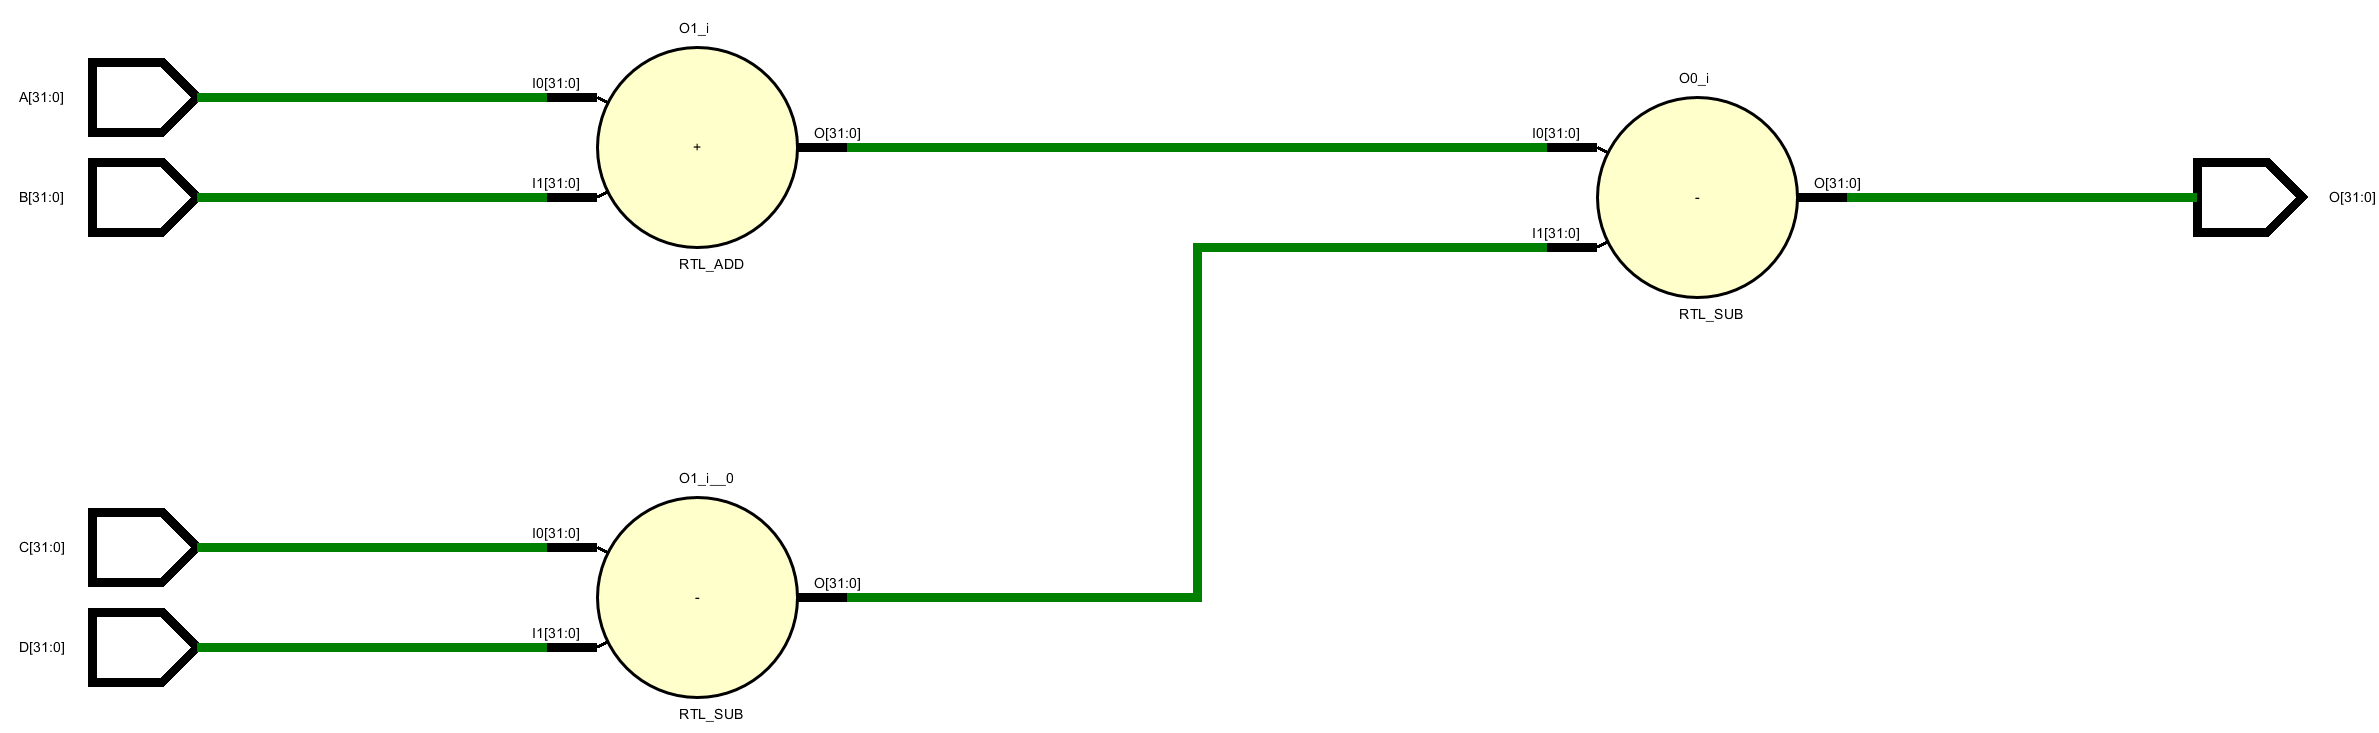 O1_i
A[31:0]
I0[31:0]
B[31:0]
I1[31:0]
+
O[31:0]
RTL_ADD
O0_i
I0[31:0]
I1[31:0]
-
O[31:0]
RTL_SUB
O[31:0]
O1_i__0
C[31:0]
I0[31:0]
D[31:0]
I1[31:0]
-
O[31:0]
RTL_SUB